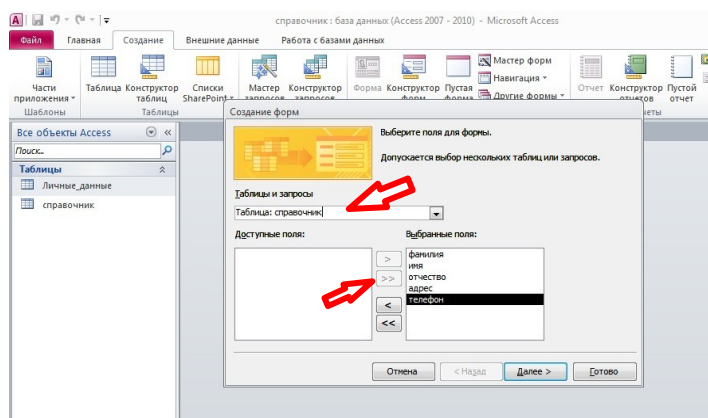 справочник : база данных (Access 2007 - 2010) - Microsoft Access
Файл Главная Создание Внешние данные Работа с базами данных
Части приложения
Таблица
Конструктор таблиц
Списки SharePoint
Мастер запросов
Конструктор запросов
Форма
Конструктор форм
Пустая форма
Мастер форм
Навигация
Другие формы
Отчет
Конструктор отчетов
Пустой отчет
Шаблоны
Таблицы
Все объекты Access
Поиск...
Таблицы
Личные_данные
справочник
Создание форм
Выберите поля для формы.
Допускается выбор нескольких таблиц или запросов.
Таблицы и запросы
Таблица: справочник
Доступные поля:
Выбранные поля:
>
>>
<
<<
фамилия
имя
отчество
адрес
телефон
Отмена
< Назад
Далее >
Готово